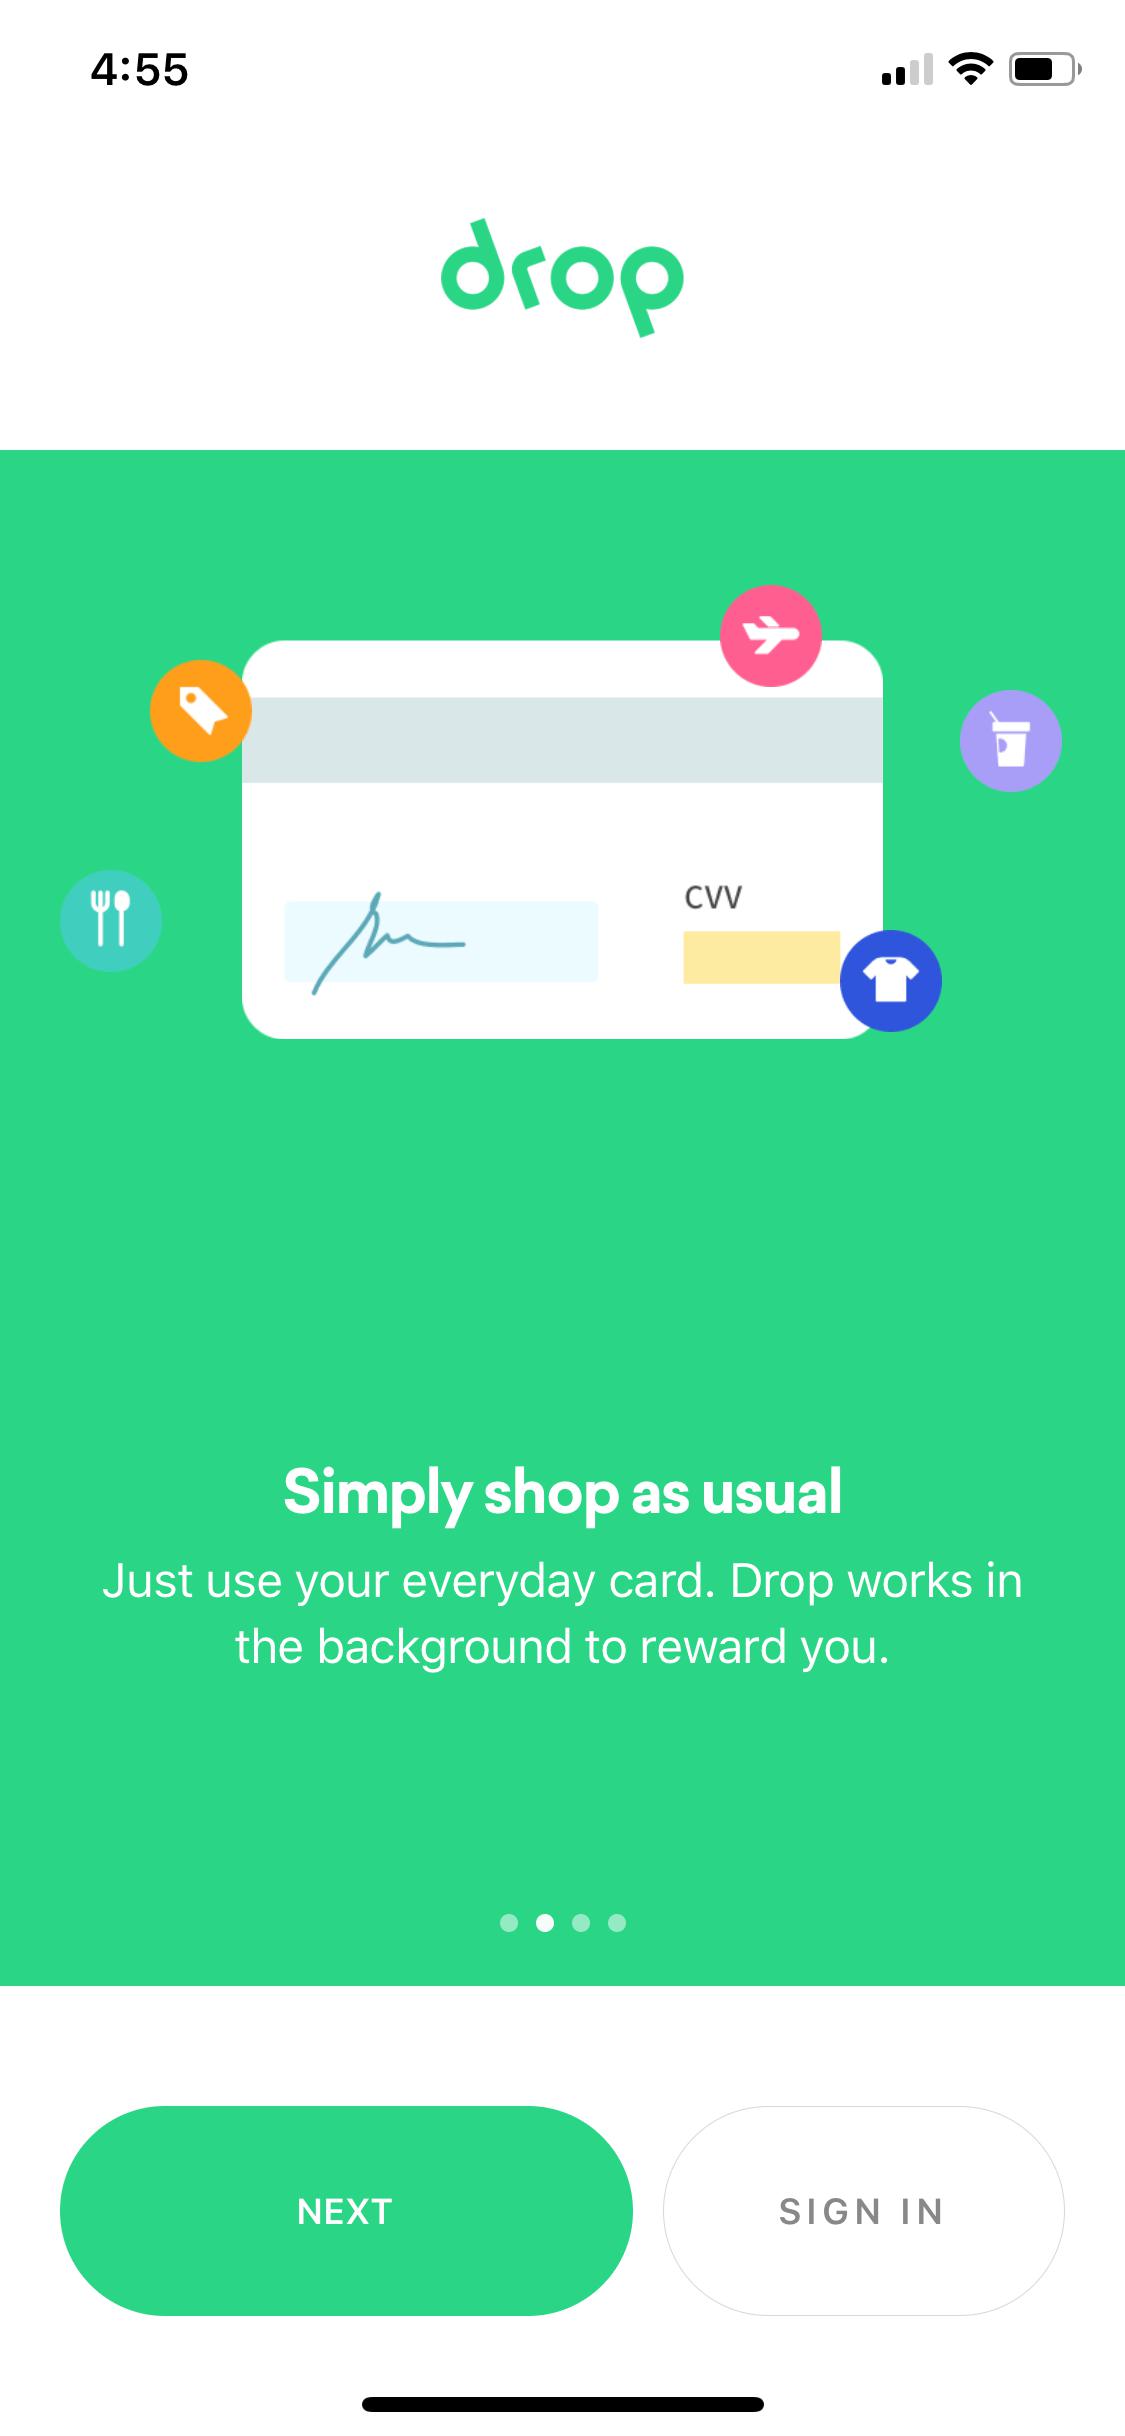 4:55
drop
CVV
Simply shop as usual
Just use your everyday card. Drop works in
the background to reward you.
NEXT
SIGN IN